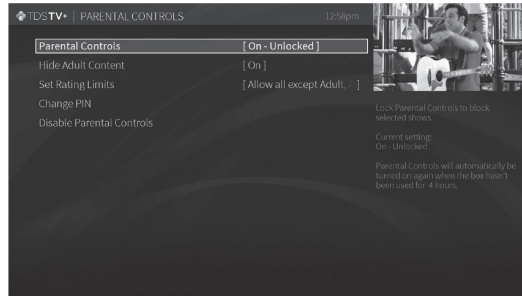 TDS TV+ | PARENTAL CONTROLS 12:58pm
Parental Controls [ On - Unlocked ]
Hide Adult Content [ On ]
Set Rating Limits [ Allow all except Adult, ]
Change PIN
Disable Parental Controls
Lock Parental Controls to block
selected shows.
Current setting:
On - Unlocked
Parental Controls will automatically be
turned on again when the box hasn't
been used for 4 hours.